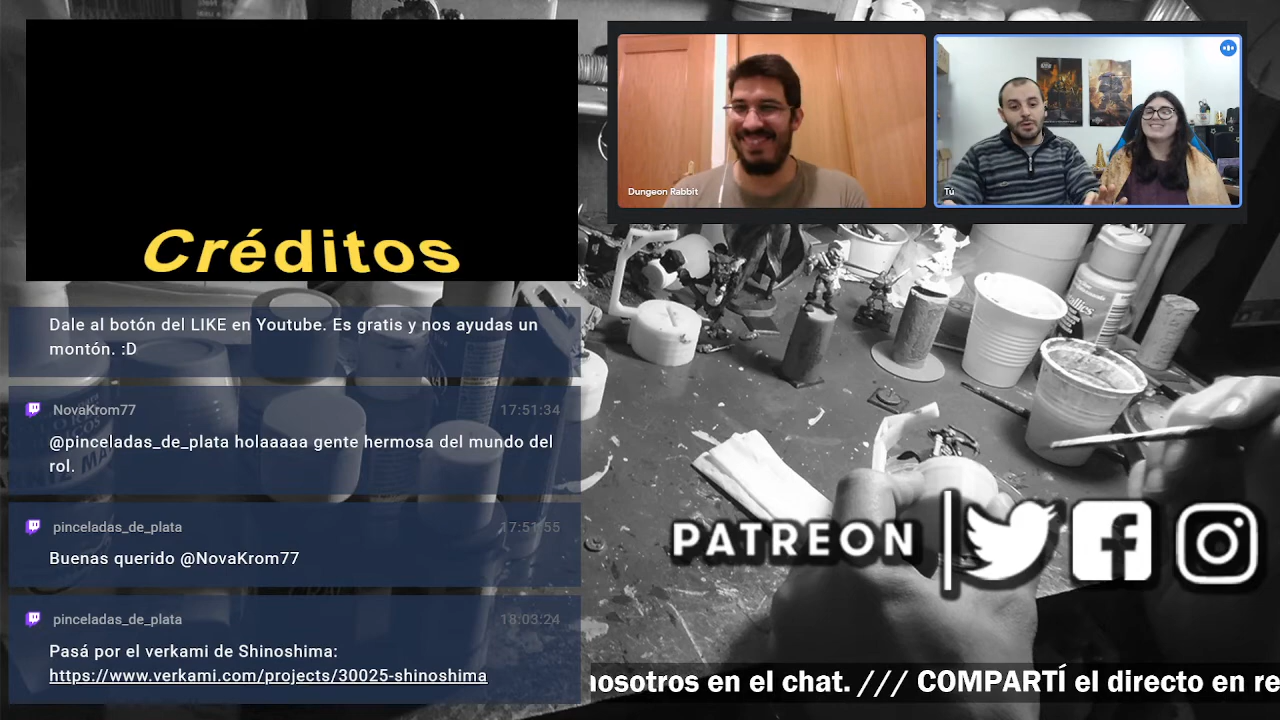 Créditos
Dungeon Rabbit
Tú
Dale al botón del LIKE en Youtube. Es gratis y nos ayudas un
montón. :D
NovaKrom77 17:51:34
@pinceladas_de_plata holaaaaa gente hermosa del mundo del
rol.
pinceladas_de_plata 17:51:55
Buenas querido @NovaKrom77
pinceladas_de_plata 18:03:24
Pasá por el verkami de Shinoshima:
https://www.verkami.com/projects/30025-shinoshima
PATREON
nosotros en el chat. /// COMPARTÍ el directo en re